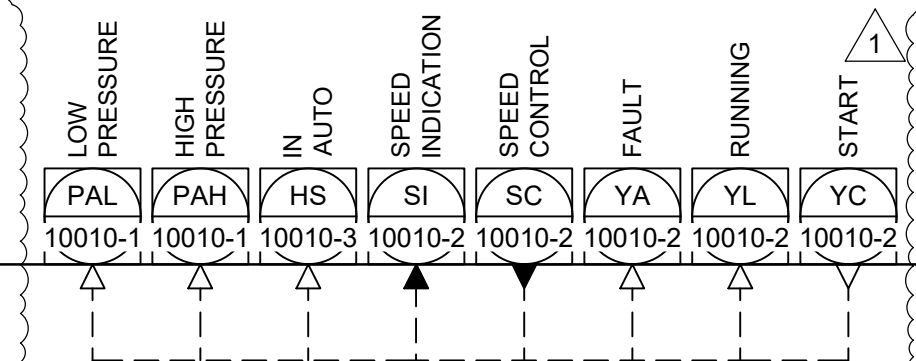 LOW
PRESSURE
HIGH
PRESSURE
IN
AUTO
SPEED
INDICATION
SPEED
CONTROL
FAULT
RUNNING
START
1
PAL
PAH
HS
SI
SC
YA
YL
YC
10010-1
10010-1
10010-3
10010-2
10010-2
10010-2
10010-2
10010-2